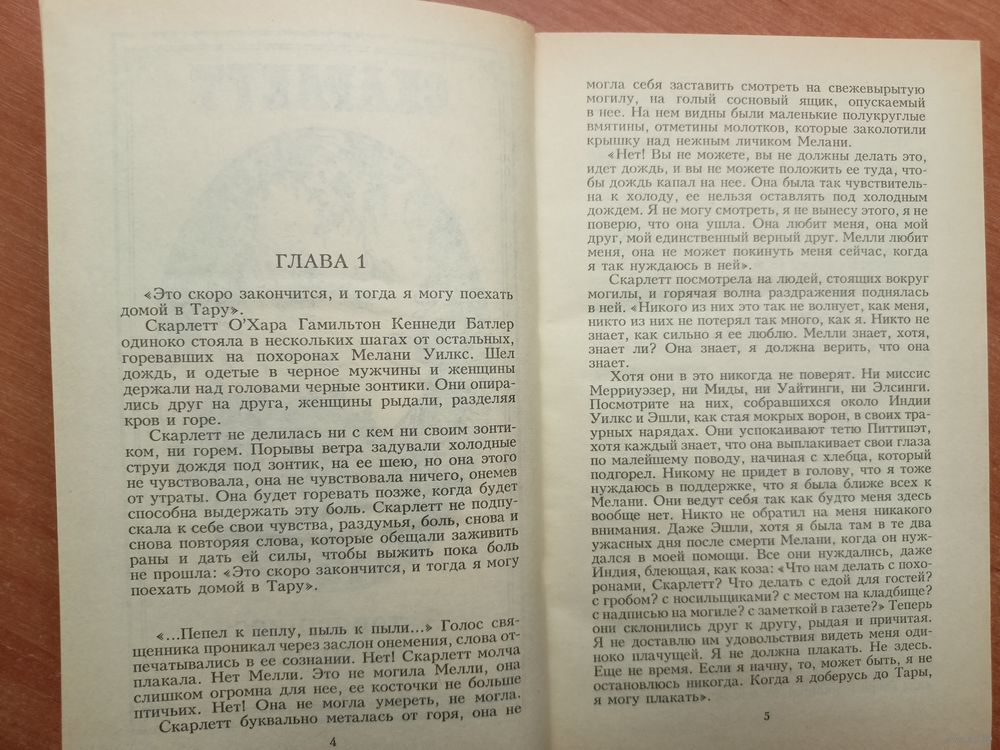 ГЛАВА 1
«Это скоро закончится, и тогда я могу поехать
домой в Тару».
Скарлетт О'Хара Гамильтон Кеннеди Батлер
одиноко стояла в нескольких шагах от остальных,
горевавших на похоронах Мелани Уилкс. Шел
дождь, и одетые в черное мужчины и женщины
держали над головами черные зонтики. Они опира-
лись друг на друга, женщины рыдали, разделяя
кров и горе.
Скарлетт не делилась ни с кем ни своим зонти-
ком, ни горем. Порывы ветра задували холодные
струи дождя под зонтик, на ее шею, но она этого
не чувствовала, она не чувствовала ничего, онемев
от утраты. Она будет горевать позже, когда будет
способна выдержать эту боль. Скарлетт не подпу-
скала к себе свои чувства, раздумья, боль, снова и
снова повторяя слова, которые обещали заживить
раны и дать ей силы, чтобы выжить пока боль
не прошла: «Это скоро закончится, и тогда я могу
поехать домой в Тару».
«...Пепел к пеплу, пыль к пыли...» Голос свя-
щенника проникал через заслон онемения, слова от-
печатывались в ее сознании. Нет! Скарлетт молча
плакала. Нет Мелли. Это не могила Мелли, она
слишком огромна для нее, ее косточки не больше
птичьих. Нет! Она не могла умереть, не могла.
Скарлетт буквально металась от горя, она не
4
могла себя заставить смотреть на свежевырытую
могилу, на голый сосновый ящик, опускаемый
в нее. На нем видны были маленькие полукруглые
вмятины, отметины молотков, которые заколотили
крышку над нежным личиком Мелани.
«Нет! Вы не можете, вы не должны делать это,
идет дождь, и вы не можете положить ее туда, что-
бы дождь капал на нее. Она была так чувствитель-
на к холоду, ее нельзя оставлять под холодным
дождем. Я не могу смотреть, я не вынесу этого, я не
поверю, что она ушла. Она любит меня, она мой
друг, мой единственный верный друг. Мелли любит
меня, она не может покинуть меня сейчас, когда
я так нуждаюсь в ней».
Скарлетт посмотрела на людей, стоящих вокруг
могилы, и горячая волна раздражения поднялась
в ней. «Никого из них это так не волнует, как меня,
никто из них не потерял так много, как я. Никто не
знает, как сильно я ее люблю. Мелли знает, хотя,
знает ли? Она знает, я должна верить, что она
знает.
Хотя они в это никогда не поверят. Ни миссис
Мерриуэзер, ни Миды, ни Уайтинги, ни Элсинги.
Посмотрите на них, собравшихся около Индии
Уилкс и Эшли, как стая мокрых ворон, в своих тра-
урных нарядах. Они успокаивают тетю Питтипэт,
хотя каждый знает, что она выплакивает свои глаза
по малейшему поводу, начиная с хлебца, который
подгорел. Никому не придет в голову, что я тоже
нуждаюсь в поддержке, что я была ближе всех к
Мелани. Они ведут себя так как будто меня здесь
вообще нет. Никто не обратил на меня никакого
внимания. Даже Эшли, хотя я была там в те два
ужасных дня после смерти Мелани, когда он нуж-
дался в моей помощи. Все они нуждались, даже
Индия, блеющая, как коза: «Что нам делать с похо-
ронами, Скарлетт? Что делать с едой для гостей?
с гробом? с носильщиками? с местом на кладбище?
с надписью на могиле? с заметкой в газете?» Теперь
они склонились друг к другу, рыдая и причитая.
Я не доставлю им удовольствия видеть меня оди-
ноко плачущей. Я не должна плакать. Не здесь.
Еще не время. Если я начну, то, может быть, я не
остановлюсь никогда. Когда я доберусь до Тары,
я могу плакать».
5